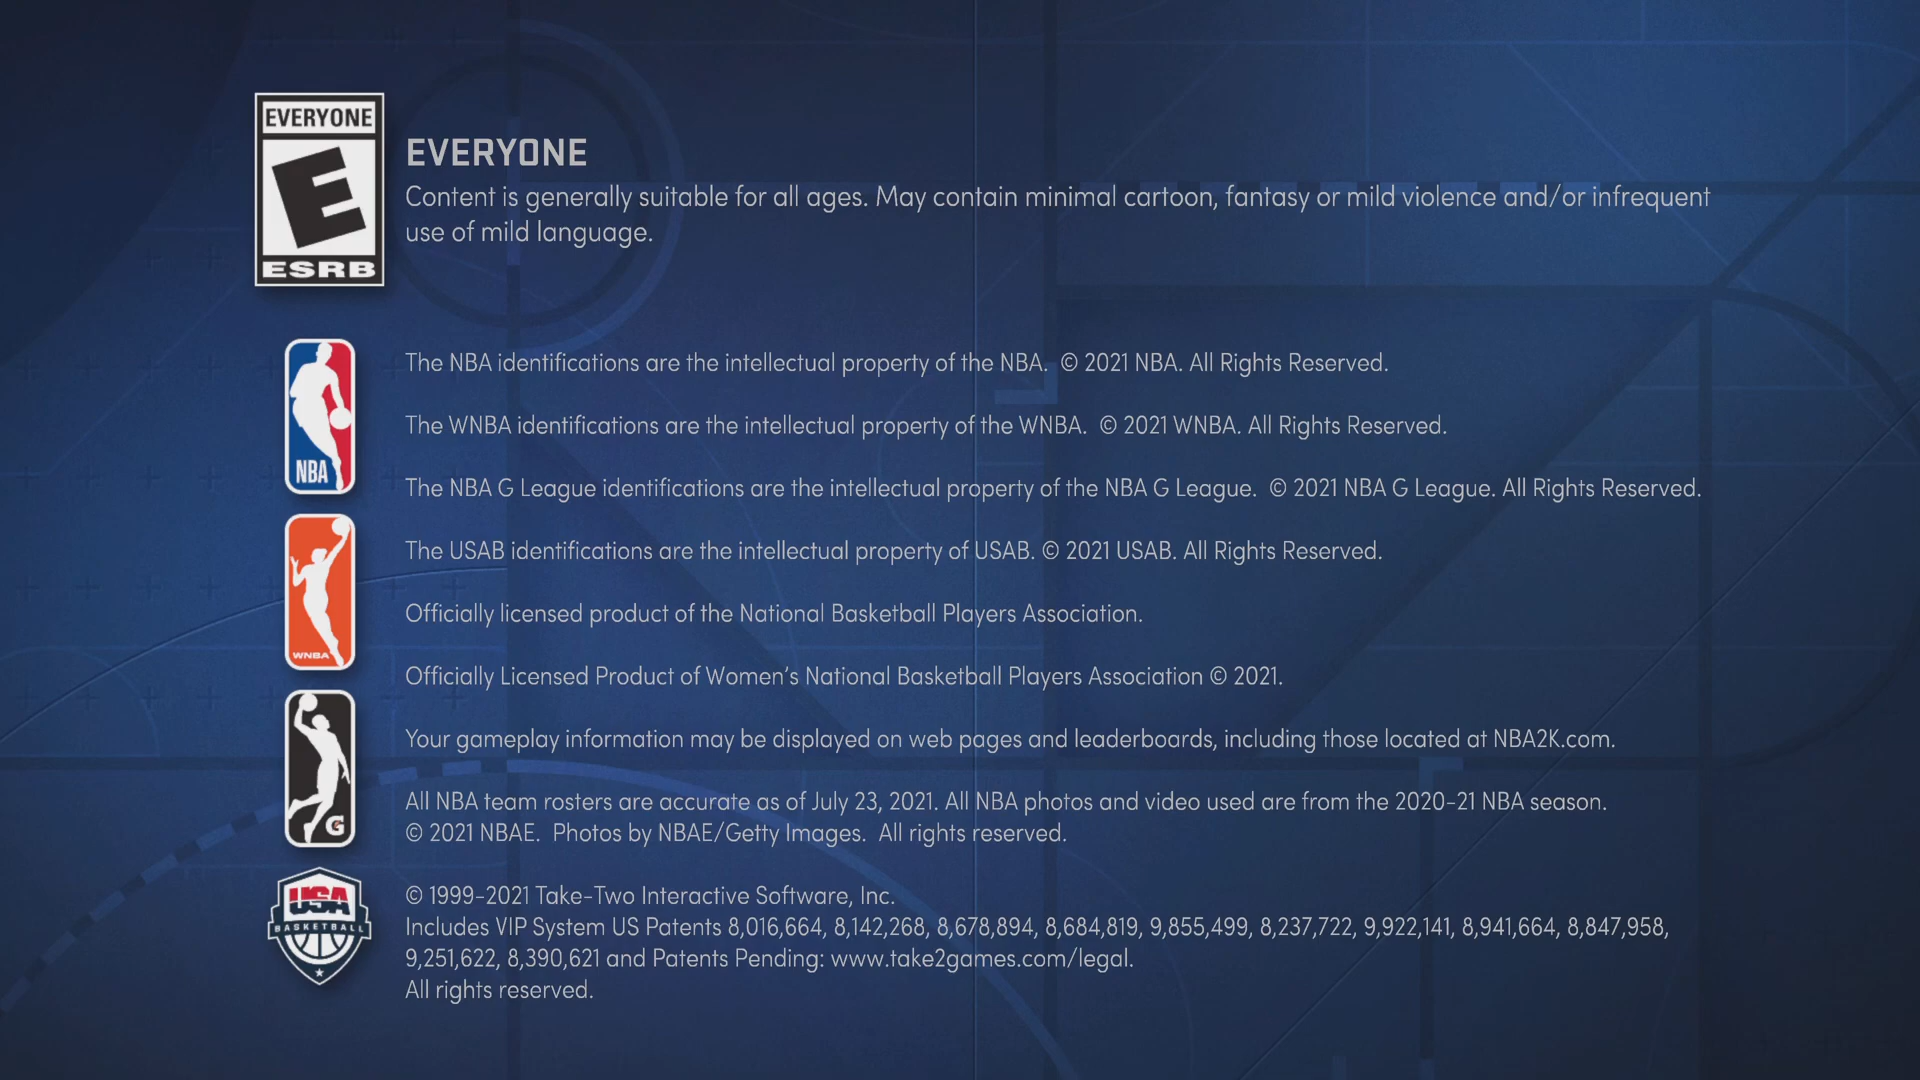 EVERYONE
E
ESRB
EVERYONE
Content is generally suitable for all ages. May contain minimal cartoon, fantasy or mild violence and/or infrequent
use of mild language.
NBA
The NBA identifications are the intellectual property of the NBA.  © 2021 NBA. All Rights Reserved.
The WNBA identifications are the intellectual property of the WNBA.  © 2021 WNBA. All Rights Reserved.
The NBA G League identifications are the intellectual property of the NBA G League.  © 2021 NBA G League. All Rights Reserved.
WNBA
The USAB identifications are the intellectual property of USAB. © 2021 USAB. All Rights Reserved.
Officially licensed product of the National Basketball Players Association.
Officially Licensed Product of Women's National Basketball Players Association © 2021.
G
Your gameplay information may be displayed on web pages and leaderboards, including those located at NBA2K.com.
All NBA team rosters are accurate as of July 23, 2021. All NBA photos and video used are from the 2020-21 NBA season.
© 2021 NBAE.  Photos by NBAE/Getty Images.  All rights reserved.
USA
BASKETBALL
© 1999-2021 Take-Two Interactive Software, Inc.
Includes VIP System US Patents 8,016,664, 8,142,268, 8,678,894, 8,684,819, 9,855,499, 8,237,722, 9,922,141, 8,941,664, 8,847,958,
9,251,622, 8,390,621 and Patents Pending: www.take2games.com/legal.
All rights reserved.